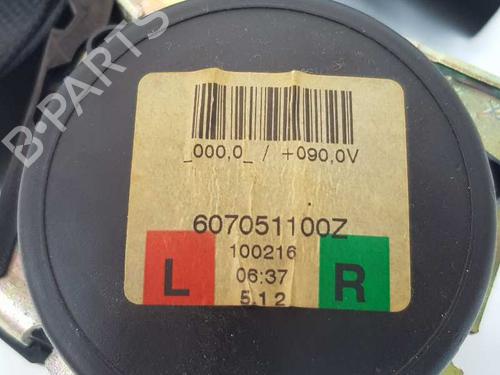 B-PARTS
_000,0_ / +090,0V
607051100Z
100216
L 06:37 R
5.1 2